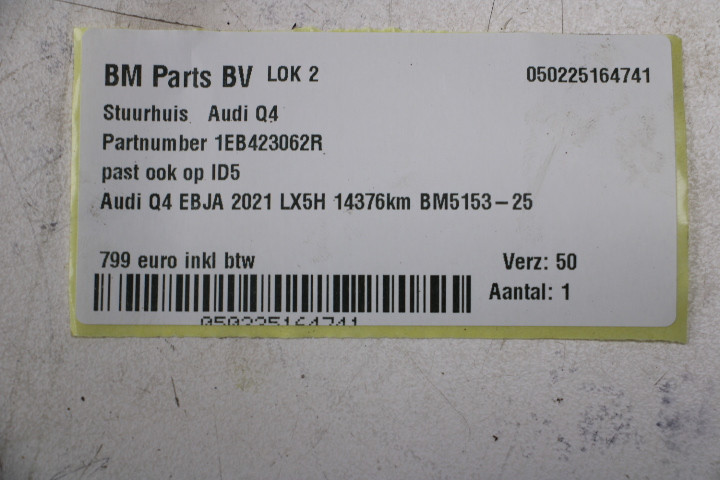 BM Parts BV LOK 2 050225164741
Stuurhuis Audi Q4
Partnumber 1EB423062R
past ook op ID5
Audi Q4 EBJA 2021 LX5H 14376km BM5153-25
799 euro inkl btw Verz: 50
Aantal: 1
050225164741